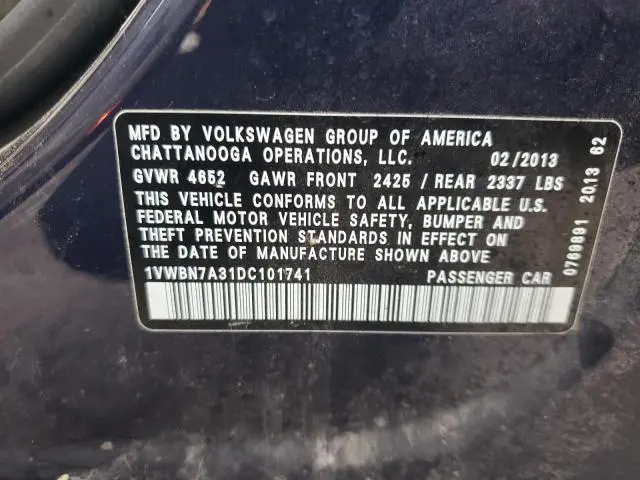 MFD BY VOLKSWAGEN GROUP OF AMERICA
CHATTANOOGA OPERATIONS, LLC. 02/2013
GVWR 4652 GAWR FRONT 2425 / REAR 2337 LBS
THIS VEHICLE CONFORMS TO ALL APPLICABLE U.S.
FEDERAL MOTOR VEHICLE SAFETY, BUMPER AND
THEFT PREVENTION STANDARDS IN EFFECT ON
THE DATE OF MANUFACTURE SHOWN ABOVE
1VWBN7A31DC101741 PASSENGER CAR
0769891 2013 62